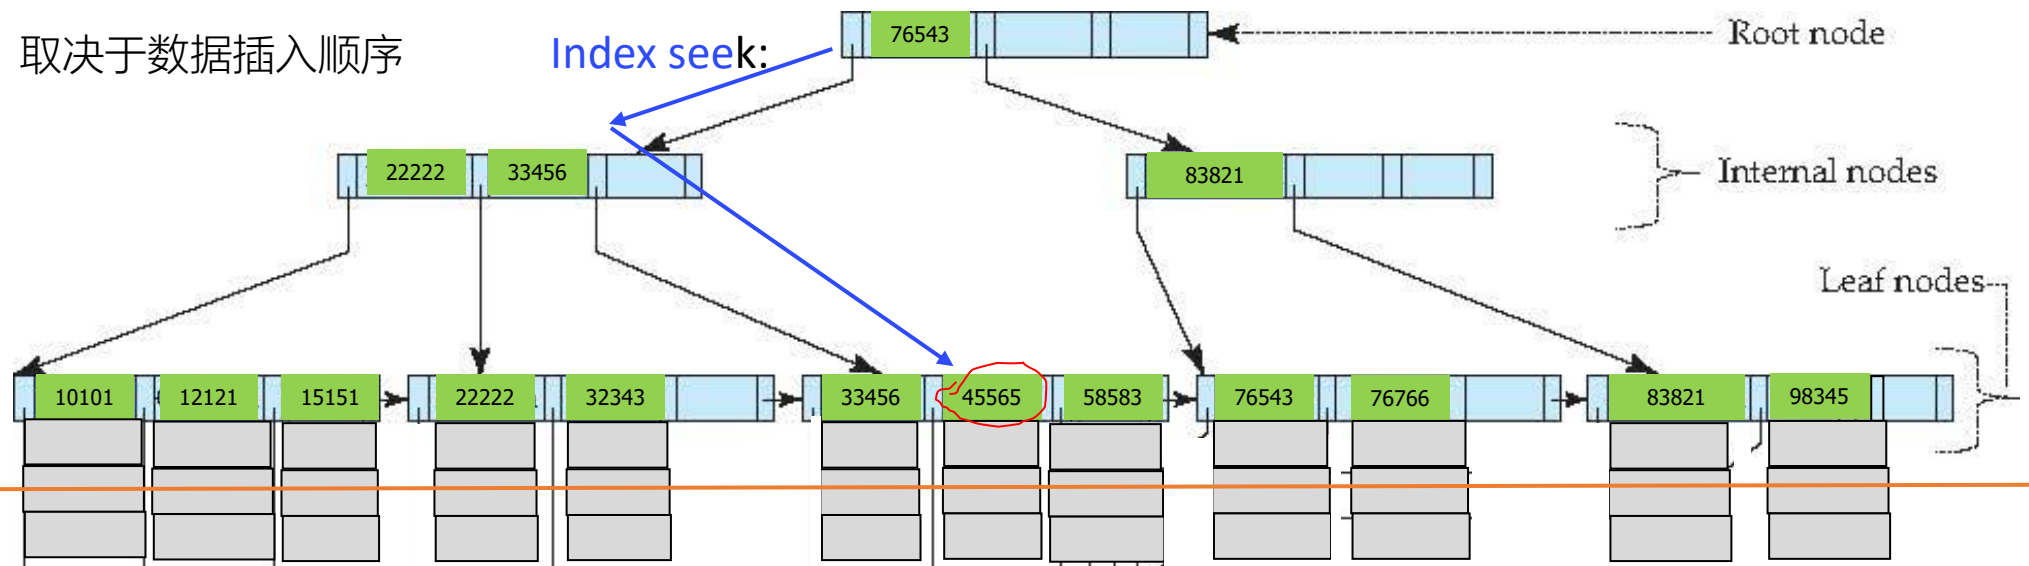 取决于数据插入顺序
Index seek:
76543
Root node
22222 33456
83821
Internal nodes
Leaf nodes
10101 12121 15151 22222 32343 33456 45565 58583 76543 76766 83821 98345